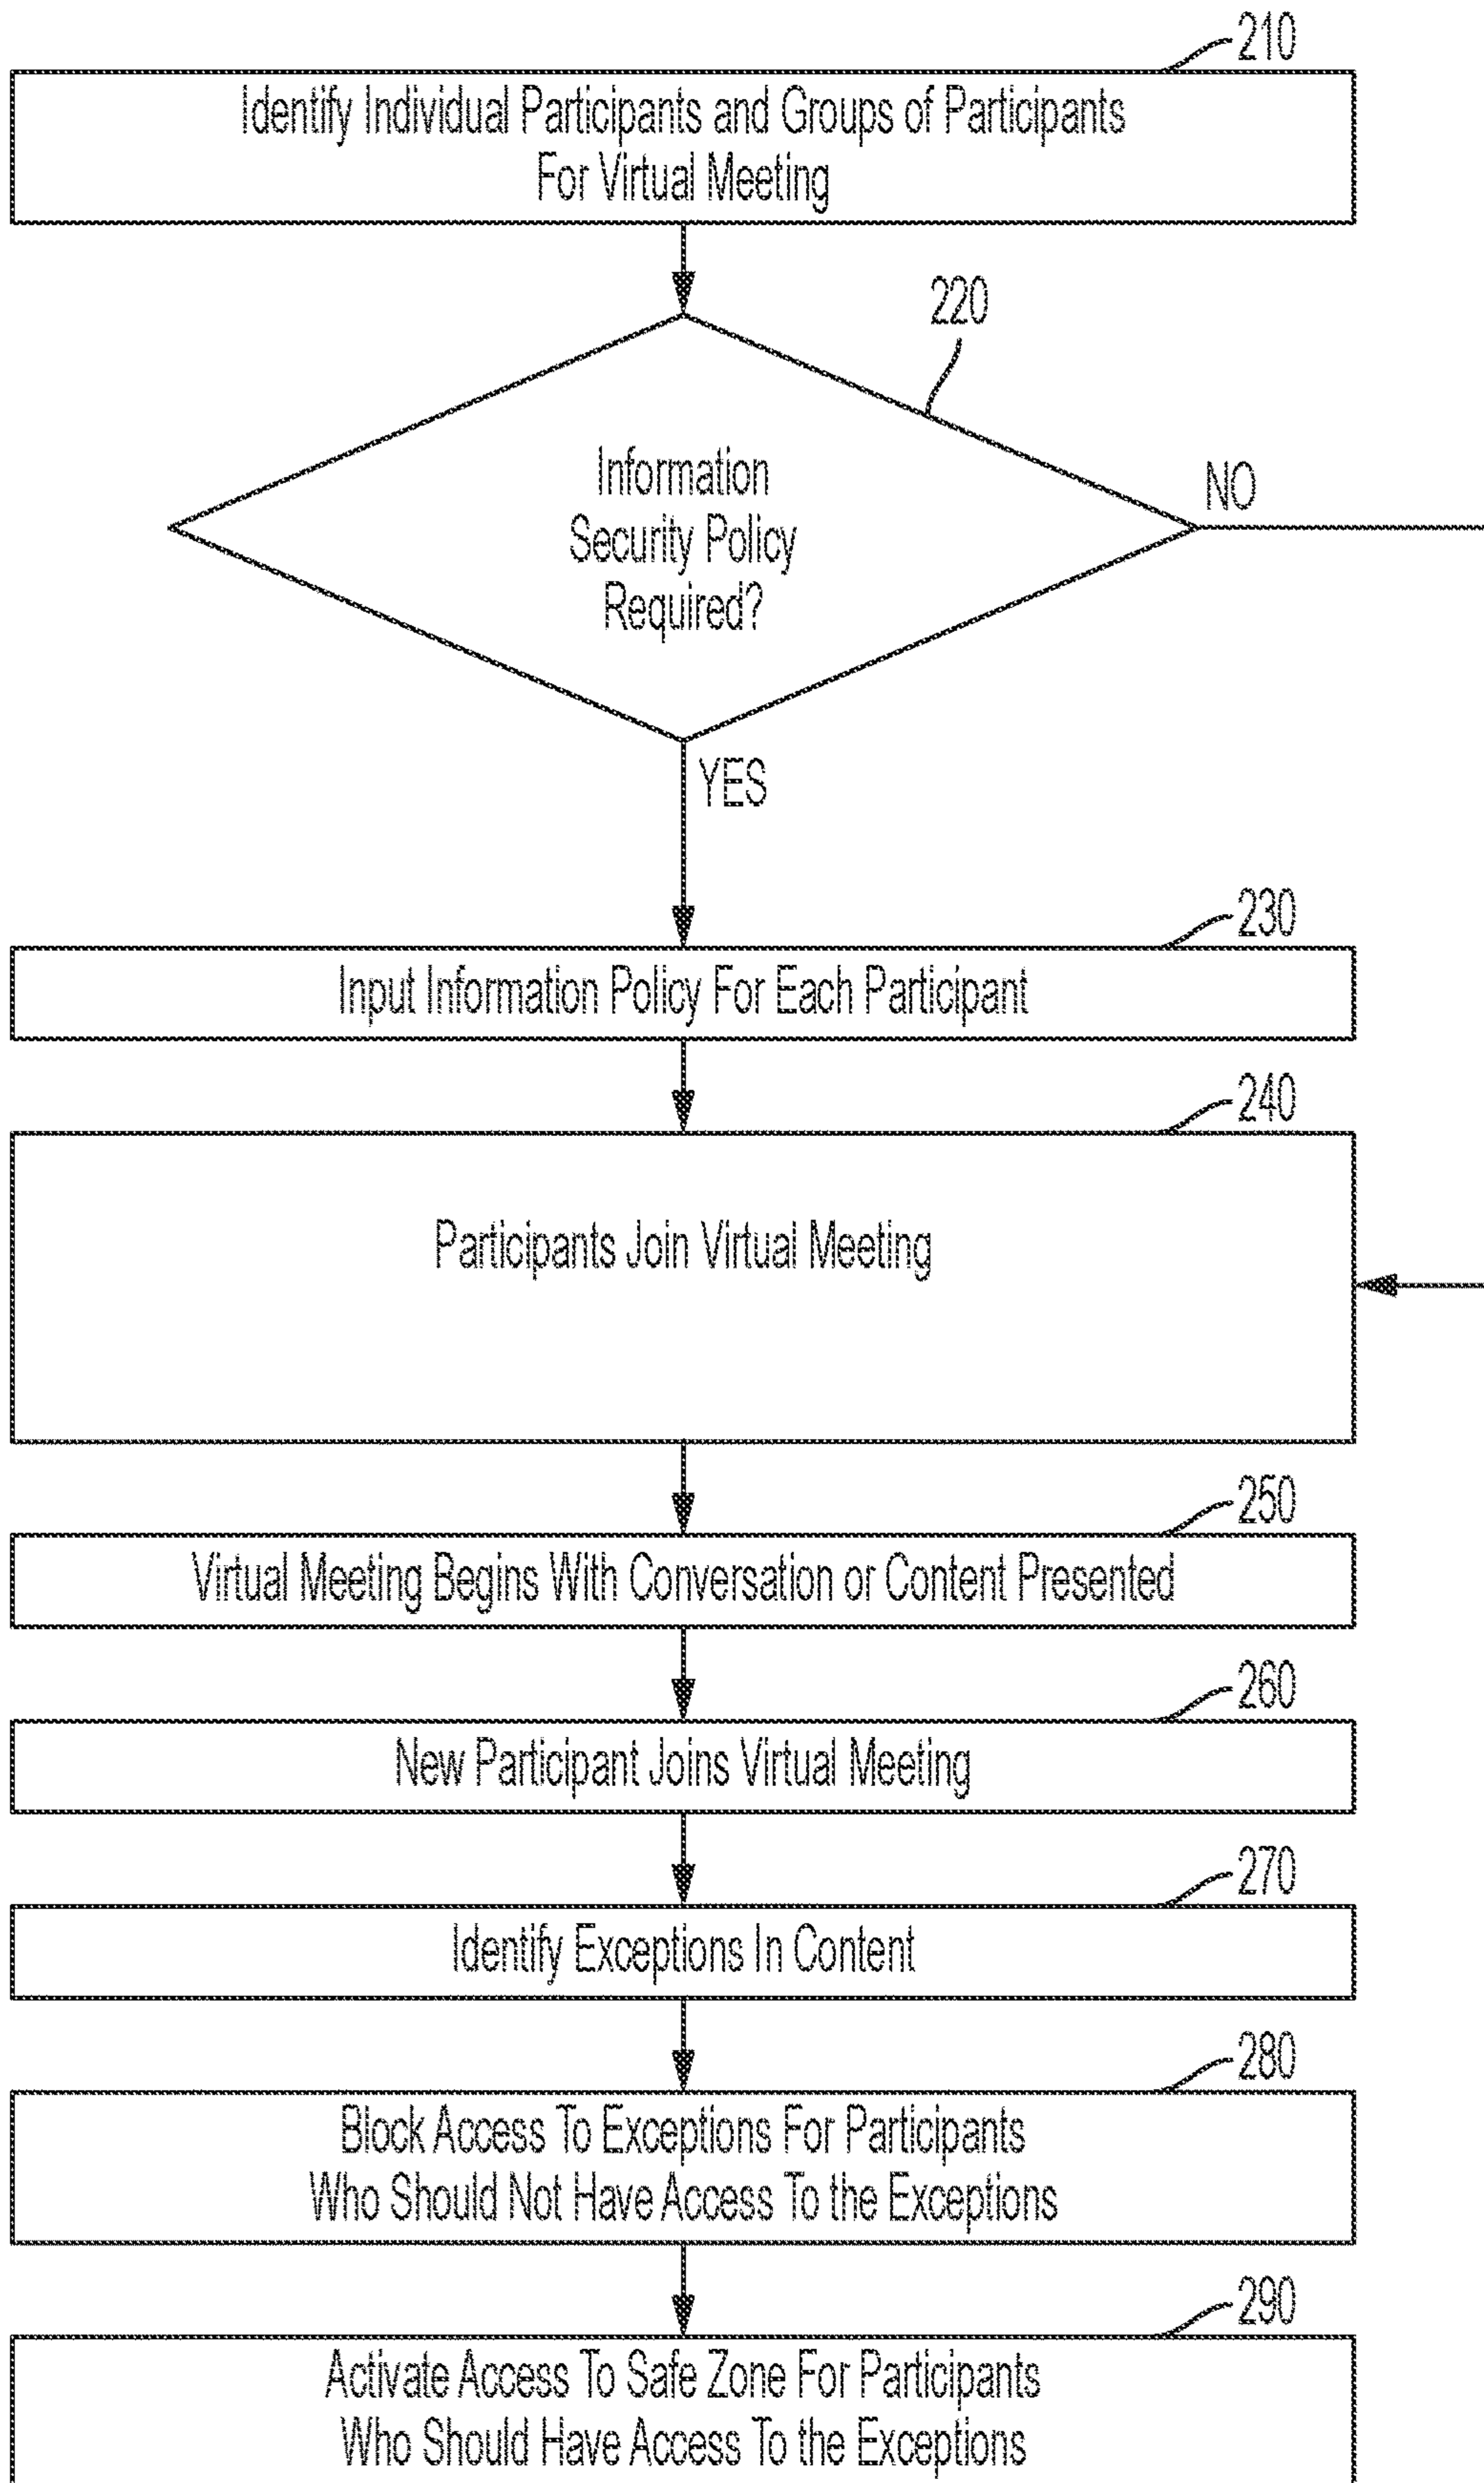 210
Identify Individual Participants and Groups of Participants
For Virtual Meeting
220
Information
Security Policy
Required?
NO
YES
230
Input Information Policy For Each Participant
240
Participants Join Virtual Meeting
250
Virtual Meeting Begins With Conversation or Content Presented
260
New Participant Joins Virtual Meeting
270
Identify Exceptions In Content
280
Block Access To Exceptions For Participants
Who Should Not Have Access To the Exceptions
290
Activate Access To Safe Zone For Participants
Who Should Have Access To the Exceptions